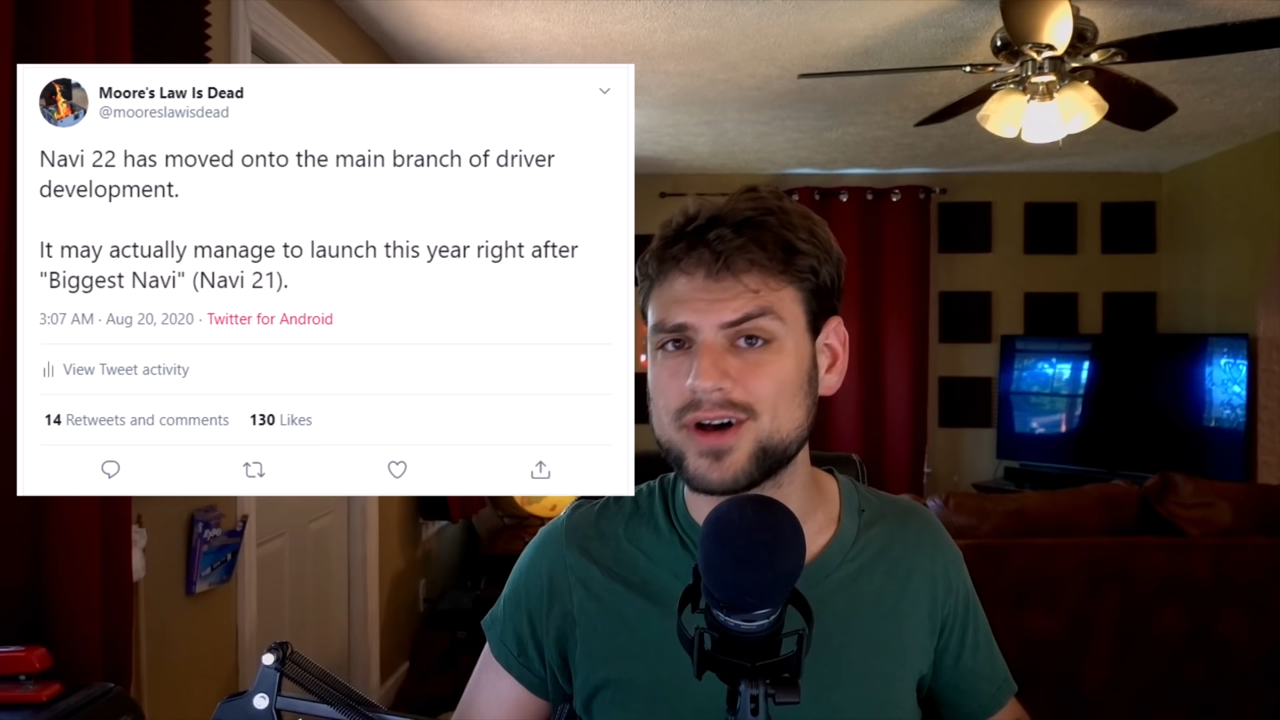 Moore's Law Is Dead
@mooreslawisdead
Navi 22 has moved onto the main branch of driver
development.
It may actually manage to launch this year right after
"Biggest Navi" (Navi 21).
3:07 AM · Aug 20, 2020 · Twitter for Android
View Tweet activity
14 Retweets and comments 130 Likes
EXPO